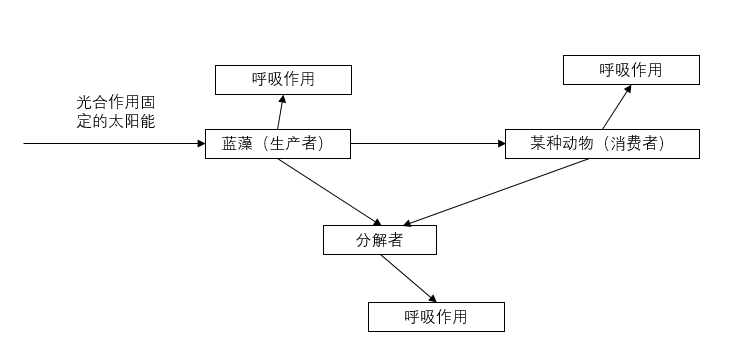 呼吸作用
呼吸作用
光合作用固
定的太阳能
蓝藻（生产者）
某种动物（消费者）
分解者
呼吸作用